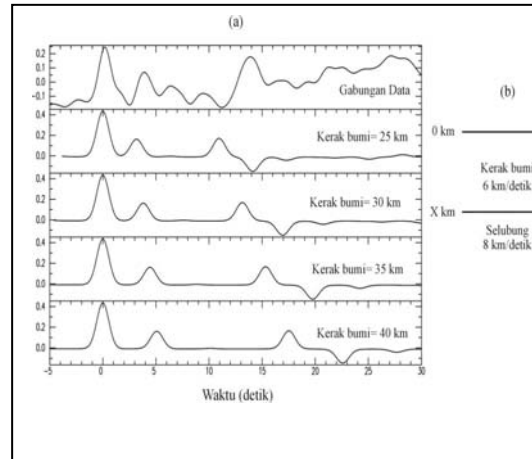 (a)
0.2
0.1
0.0
-0.1
Gabungan Data
0.4
0.2
0.0
Kerak bumi= 25 km
0.4
0.2
0.0
Kerak bumi= 30 km
0.4
0.2
0.0
Kerak bumi= 35 km
0.4
0.2
0.0
Kerak bumi= 40 km
-5 0 5 10 15 20 25 30
Waktu (detik)
(b)
0 km
Kerak bumi
6 km/detik
X km
Selubung
8 km/detik